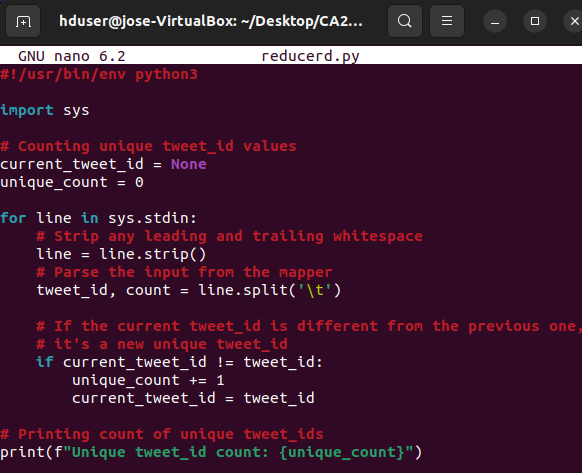 hduser@jose-VirtualBox: ~/Desktop/CA2...
GNU nano 6.2 reducerd.py
#!/usr/bin/env python3
import sys
# Counting unique tweet_id values
current_tweet_id = None
unique_count = 0
for line in sys.stdin:
    # Strip any leading and trailing whitespace
    line = line.strip()
    # Parse the input from the mapper
    tweet_id, count = line.split('\t')
    # If the current tweet_id is different from the previous one,
    # it's a new unique tweet_id
    if current_tweet_id != tweet_id:
        unique_count += 1
        current_tweet_id = tweet_id
# Printing count of unique tweet_ids
print(f"Unique tweet_id count: {unique_count}")